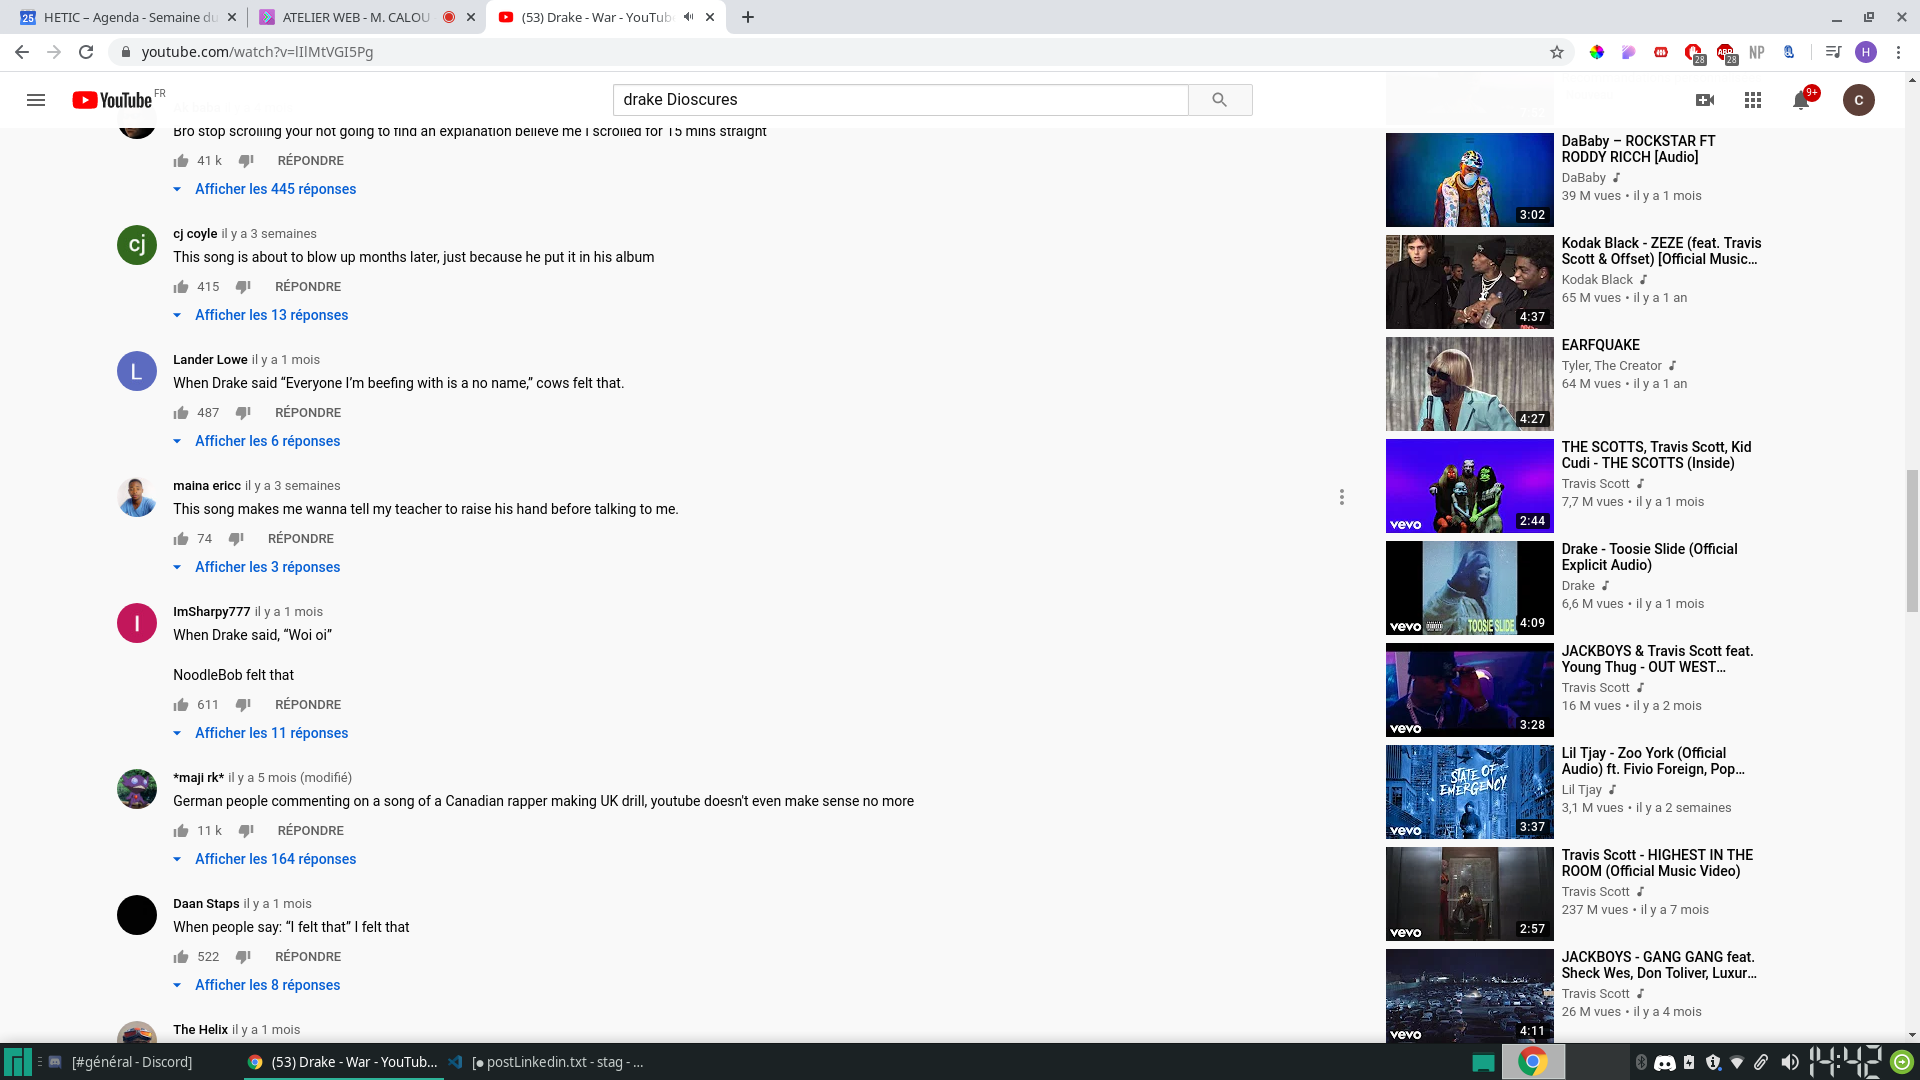 HETIC – Agenda - Semaine du
ATELIER WEB - M. CALOU
(53) Drake - War - YouTub
youtube.com/watch?v=lIlMtVGI5Pg
28
28
NP
H
YouTube FR
drake Dioscures
9+
C
Bro stop scrolling your not going to find an explanation believe me I scrolled for 15 mins straight
41 k RÉPONDRE
Afficher les 445 réponses
cj
cj coyle il y a 3 semaines
This song is about to blow up months later, just because he put it in his album
415 RÉPONDRE
Afficher les 13 réponses
L
Lander Lowe il y a 1 mois
When Drake said “Everyone I’m beefing with is a no name,” cows felt that.
487 RÉPONDRE
Afficher les 6 réponses
maina ericc il y a 3 semaines
This song makes me wanna tell my teacher to raise his hand before talking to me.
74 RÉPONDRE
Afficher les 3 réponses
I
ImSharpy777 il y a 1 mois
When Drake said, “Woi oi”
NoodleBob felt that
611 RÉPONDRE
Afficher les 11 réponses
*maji rk* il y a 5 mois (modifié)
German people commenting on a song of a Canadian rapper making UK drill, youtube doesn't even make sense no more
11 k RÉPONDRE
Afficher les 164 réponses
Daan Staps il y a 1 mois
When people say: “I felt that” I felt that
522 RÉPONDRE
Afficher les 8 réponses
The Helix il y a 1 mois
DaBaby – ROCKSTAR FT
RODDY RICCH [Audio]
DaBaby
39 M vues • il y a 1 mois
3:02
Kodak Black - ZEZE (feat. Travis
Scott & Offset) [Official Music...
Kodak Black
65 M vues • il y a 1 an
4:37
EARFQUAKE
Tyler, The Creator
64 M vues • il y a 1 an
4:27
THE SCOTTS, Travis Scott, Kid
Cudi - THE SCOTTS (Inside)
Travis Scott
7,7 M vues • il y a 1 mois
vevo 2:44
Drake - Toosie Slide (Official
Explicit Audio)
Drake
6,6 M vues • il y a 1 mois
TOOSIE SLIDE
vevo 4:09
JACKBOYS & Travis Scott feat.
Young Thug - OUT WEST...
Travis Scott
16 M vues • il y a 2 mois
vevo 3:28
Lil Tjay - Zoo York (Official
Audio) ft. Fivio Foreign, Pop...
Lil Tjay
3,1 M vues • il y a 2 semaines
STATE OF
EMERGENCY
vevo 3:37
Travis Scott - HIGHEST IN THE
ROOM (Official Music Video)
Travis Scott
237 M vues • il y a 7 mois
vevo 2:57
JACKBOYS - GANG GANG feat.
Sheck Wes, Don Toliver, Luxur...
Travis Scott
26 M vues • il y a 4 mois
vevo 4:11
[#général - Discord]
(53) Drake - War - YouTub...
[● postLinkedin.txt - stag - ...
14:42